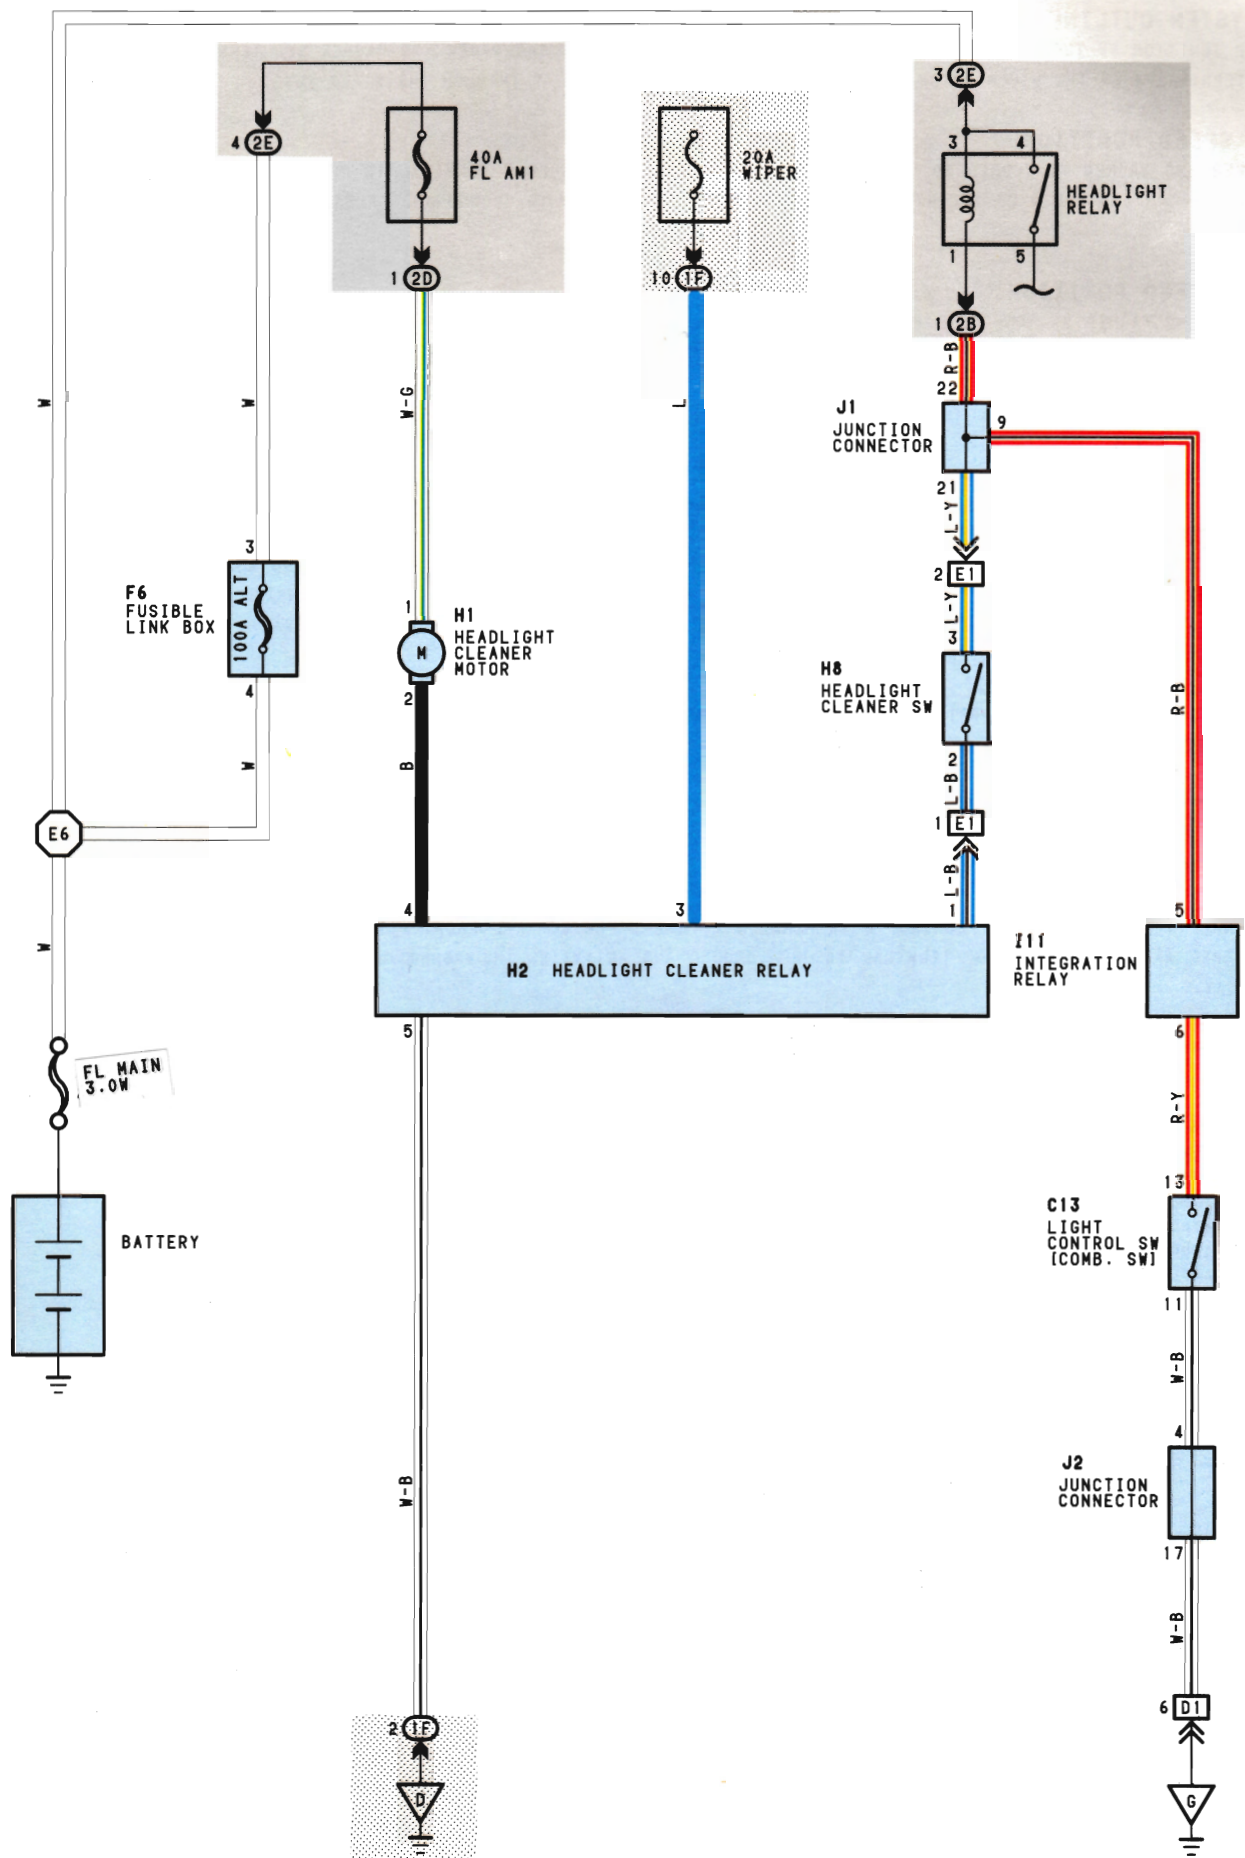 3 2E
4 2E
40A
FL AM1
20A
WIPER
3
4
HEADLIGHT
RELAY
1
5
1 2D
10 1F
1 2B
W
W
W-G
L
R-B
22
J1
JUNCTION
CONNECTOR
9
21
L-Y
2 E1
L-Y
3
F6
FUSIBLE
LINK BOX
3
100A ALT
4
1
H1
HEADLIGHT
CLEANER
MOTOR
M
2
H8
HEADLIGHT
CLEANER SW
2
R-B
W
B
L-B
1 E1
L-B
E6
4
3
1
5
W
H2 HEADLIGHT CLEANER RELAY
I11
INTEGRATION
RELAY
5
6
FL MAIN
3.0W
R-Y
13
C13
LIGHT
CONTROL SW
[COMB. SW]
BATTERY
11
W-B
4
J2
JUNCTION
CONNECTOR
W-B
17
W-B
6 D1
2 1F
D
G